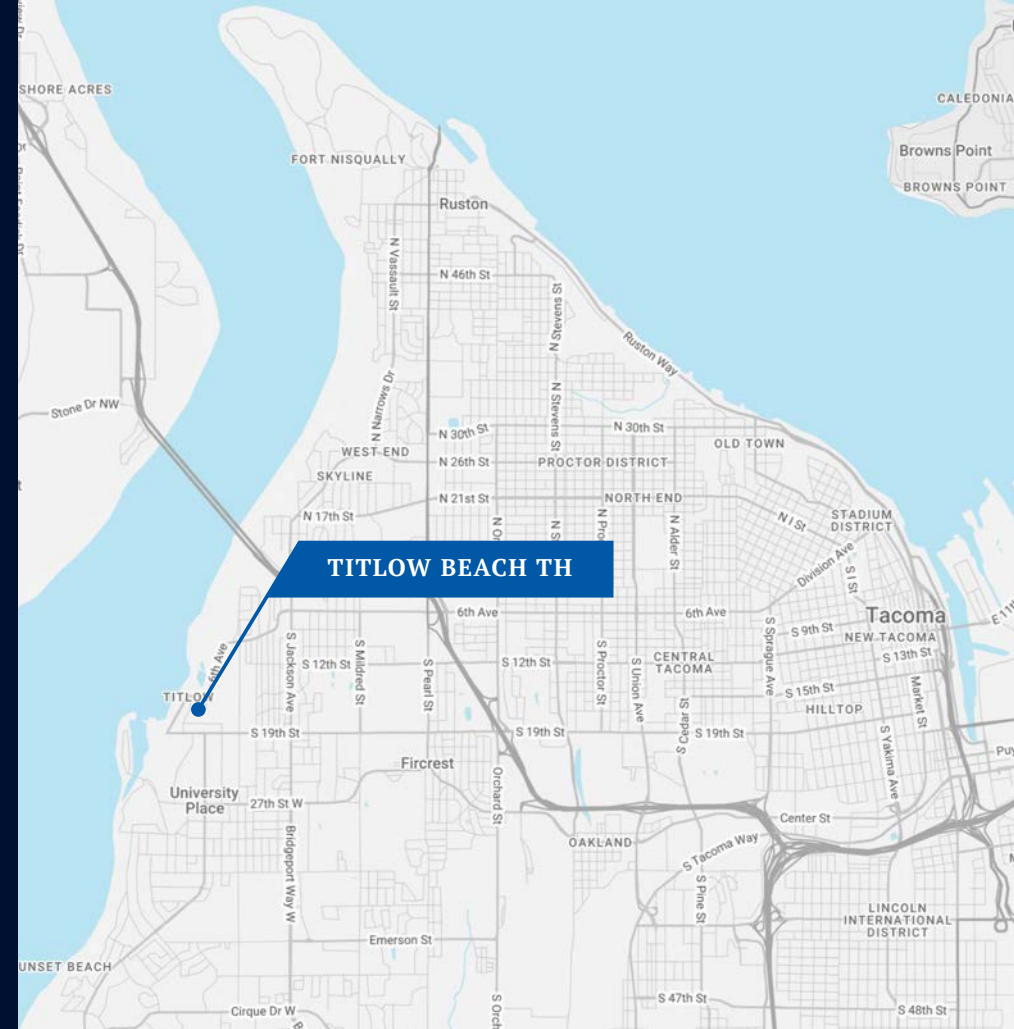 SHORE ACRES
CALEDONIA
Browns Point
BROWNS POINT
FORT NISQUALLY
Ruston
N Vassault St
N 46th St
N Stevens St
Ruston Way
Stone Dr NW
N Narrows Dr
N Stevens St
N 30th St
N 30th St
OLD TOWN
WEST END
N 26th St
PROCTOR DISTRICT
SKYLINE
N 21st St
NORTH END
N 17th St
N I St
STADIUM
DISTRICT
N Alder St
Division Ave
S I St
TITLOW BEACH TH
6th Ave
6th Ave
Tacoma
NEW TACOMA
S 9th St
S Sprague Ave
6th Ave
S Jackson Ave
S 12th St
S Mildred St
S Pearl St
S 12th St
S Proctor St
S Union Ave
CENTRAL
TACOMA
S 13th St
Market St
S 15th St
HILLTOP
TITLOW
S 19th St
S 19th St
S Cedar St
S 19th St
S Yakima Ave
Fircrest
Orchard St
University
Place
27th St W
Bridgeport Way W
Center St
OAKLAND
S Tacoma Way
S Pine St
LINCOLN
INTERNATIONAL
DISTRICT
Emerson St
UNSET BEACH
Cirque Dr W
S Orch
S 47th St
S 48th St